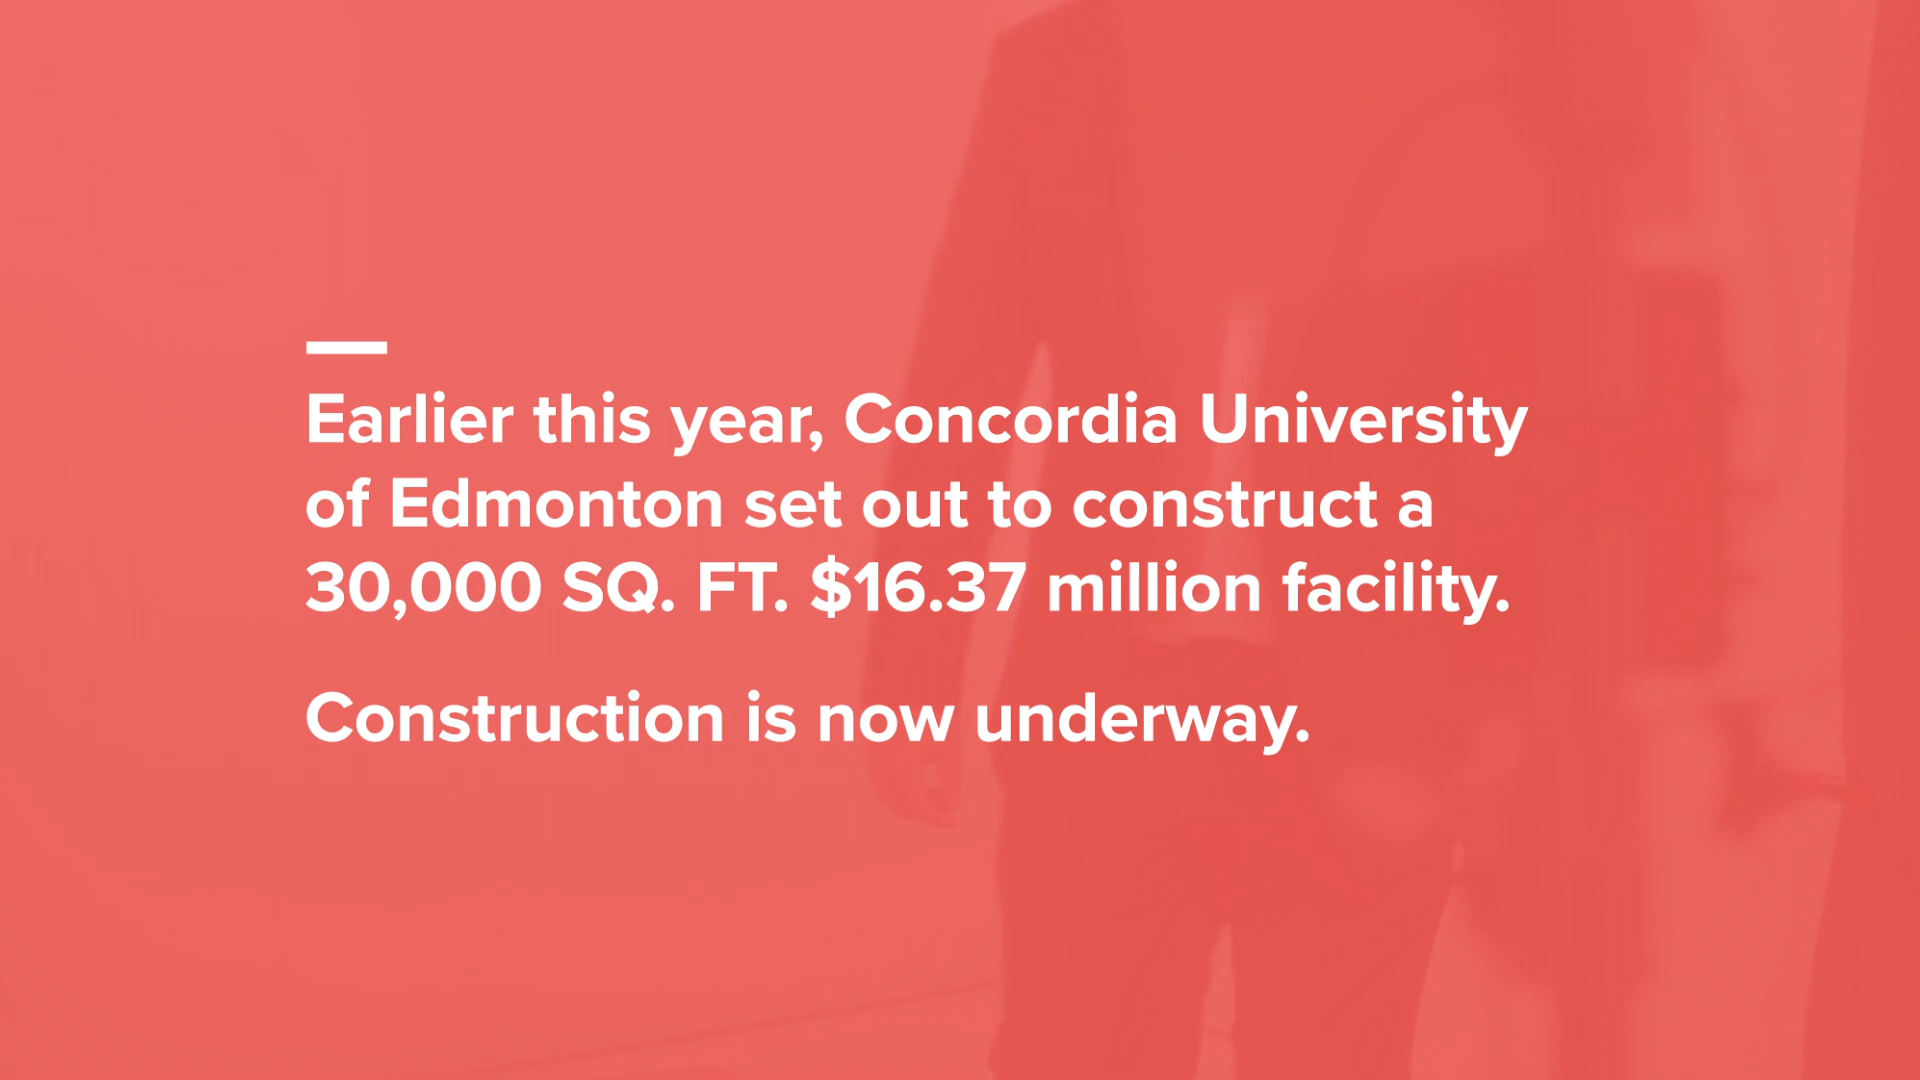 Earlier this year, Concordia University
of Edmonton set out to construct a
30,000 SQ. FT. $16.37 million facility.
Construction is now underway.